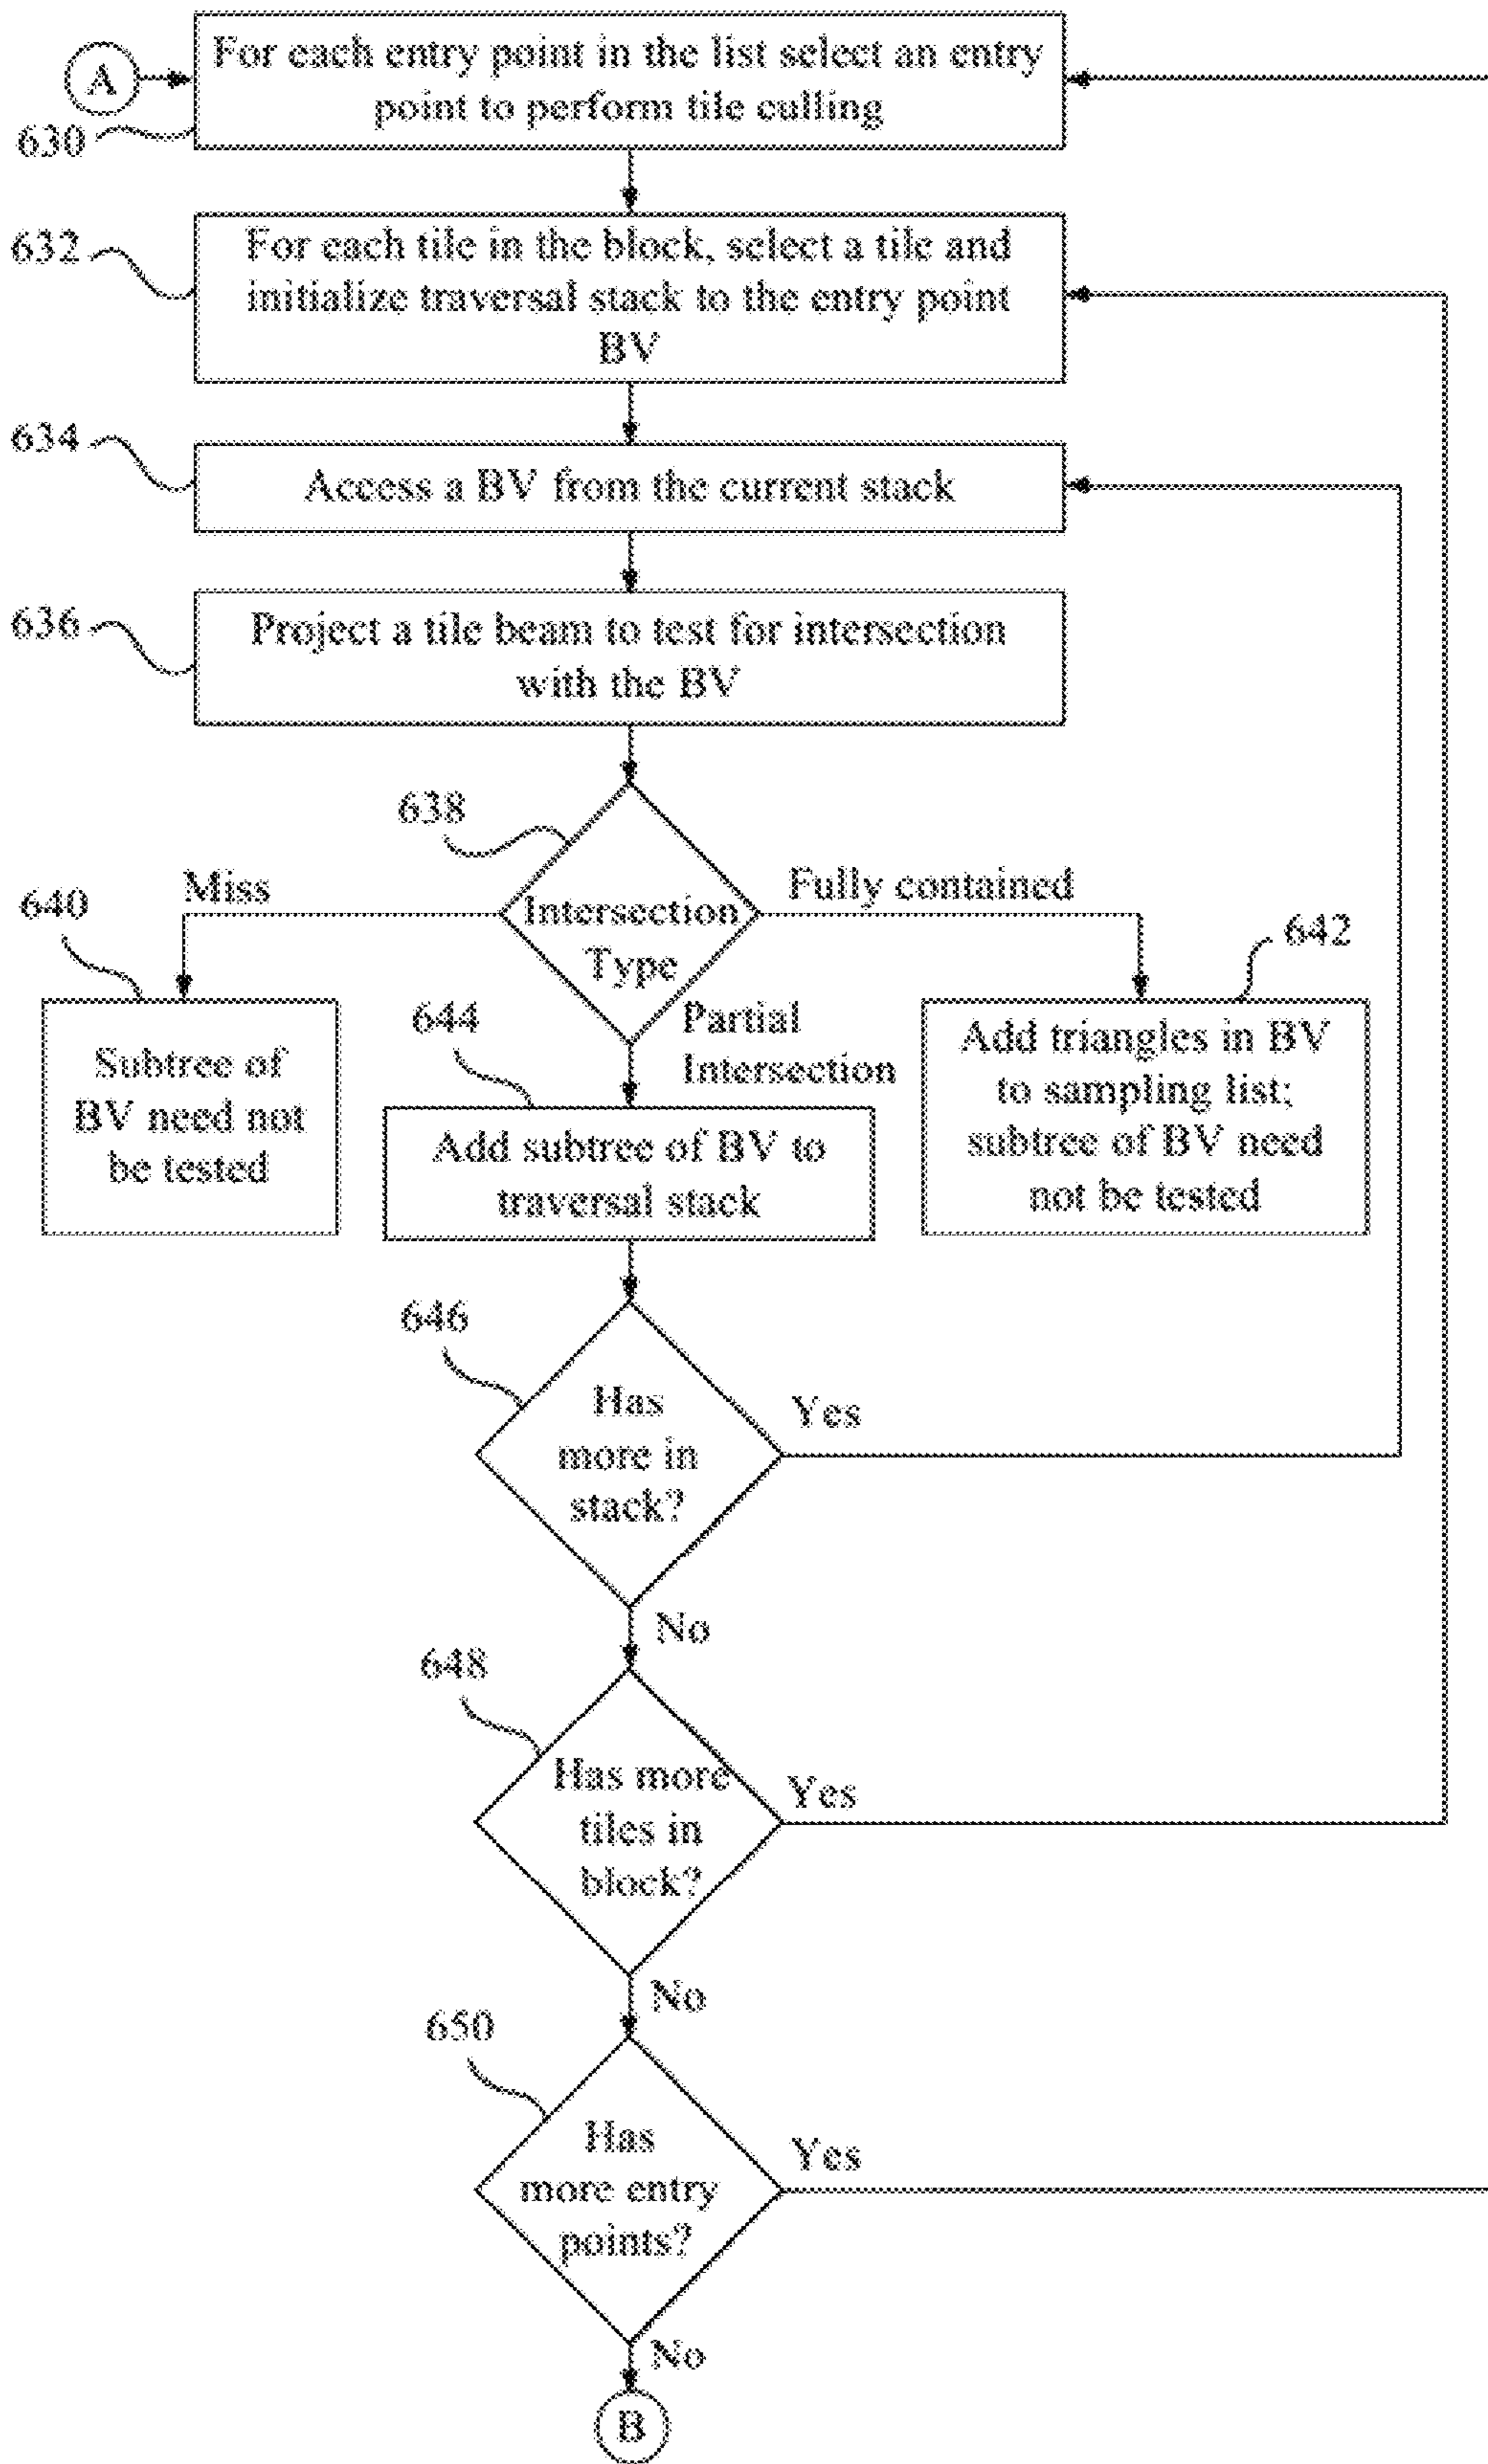 A
For each entry point in the list select an entry
point to perform tile culling
630
632
For each tile in the block, select a tile and
initialize traversal stack to the entry point
BV
634
Access a BV from the current stack
636
Project a tile beam to test for intersection
with the BV
638
Miss
Fully contained
640
Intersection
Type
642
644
Partial
Intersection
Subtree of
BV need not
be tested
Add subtree of BV to
traversal stack
Add triangles in BV
to sampling list;
subtree of BV need
not be tested
646
Has
more in
stack?
Yes
No
648
Has more
tiles in
block?
Yes
No
650
Has
more entry
points?
Yes
No
B